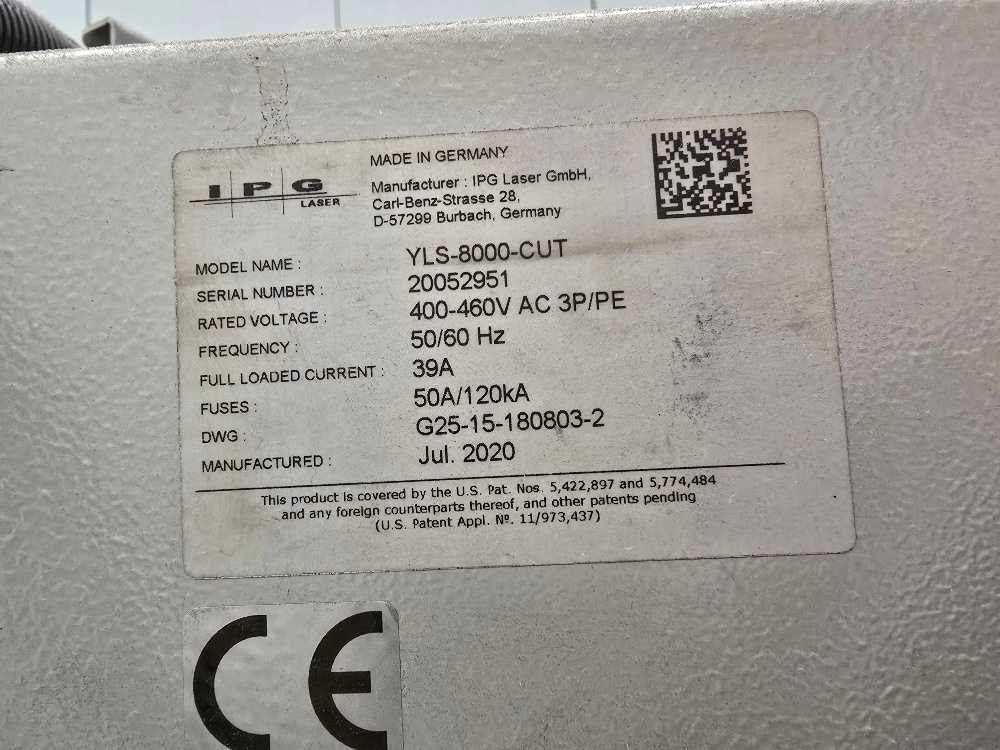 IPG
LASER
MADE IN GERMANY
Manufacturer : IPG Laser GmbH,
Carl-Benz-Strasse 28,
D-57299 Burbach, Germany
MODEL NAME : YLS-8000-CUT
SERIAL NUMBER : 20052951
RATED VOLTAGE : 400-460V AC 3P/PE
FREQUENCY : 50/60 Hz
FULL LOADED CURRENT : 39A
FUSES : 50A/120kA
DWG : G25-15-180803-2
MANUFACTURED : Jul. 2020
This product is covered by the U.S. Pat. Nos. 5,422,897 and 5,774,484
and any foreign counterparts thereof, and other patents pending
(U.S. Patent Appl. Nº. 11/973,437)
CE